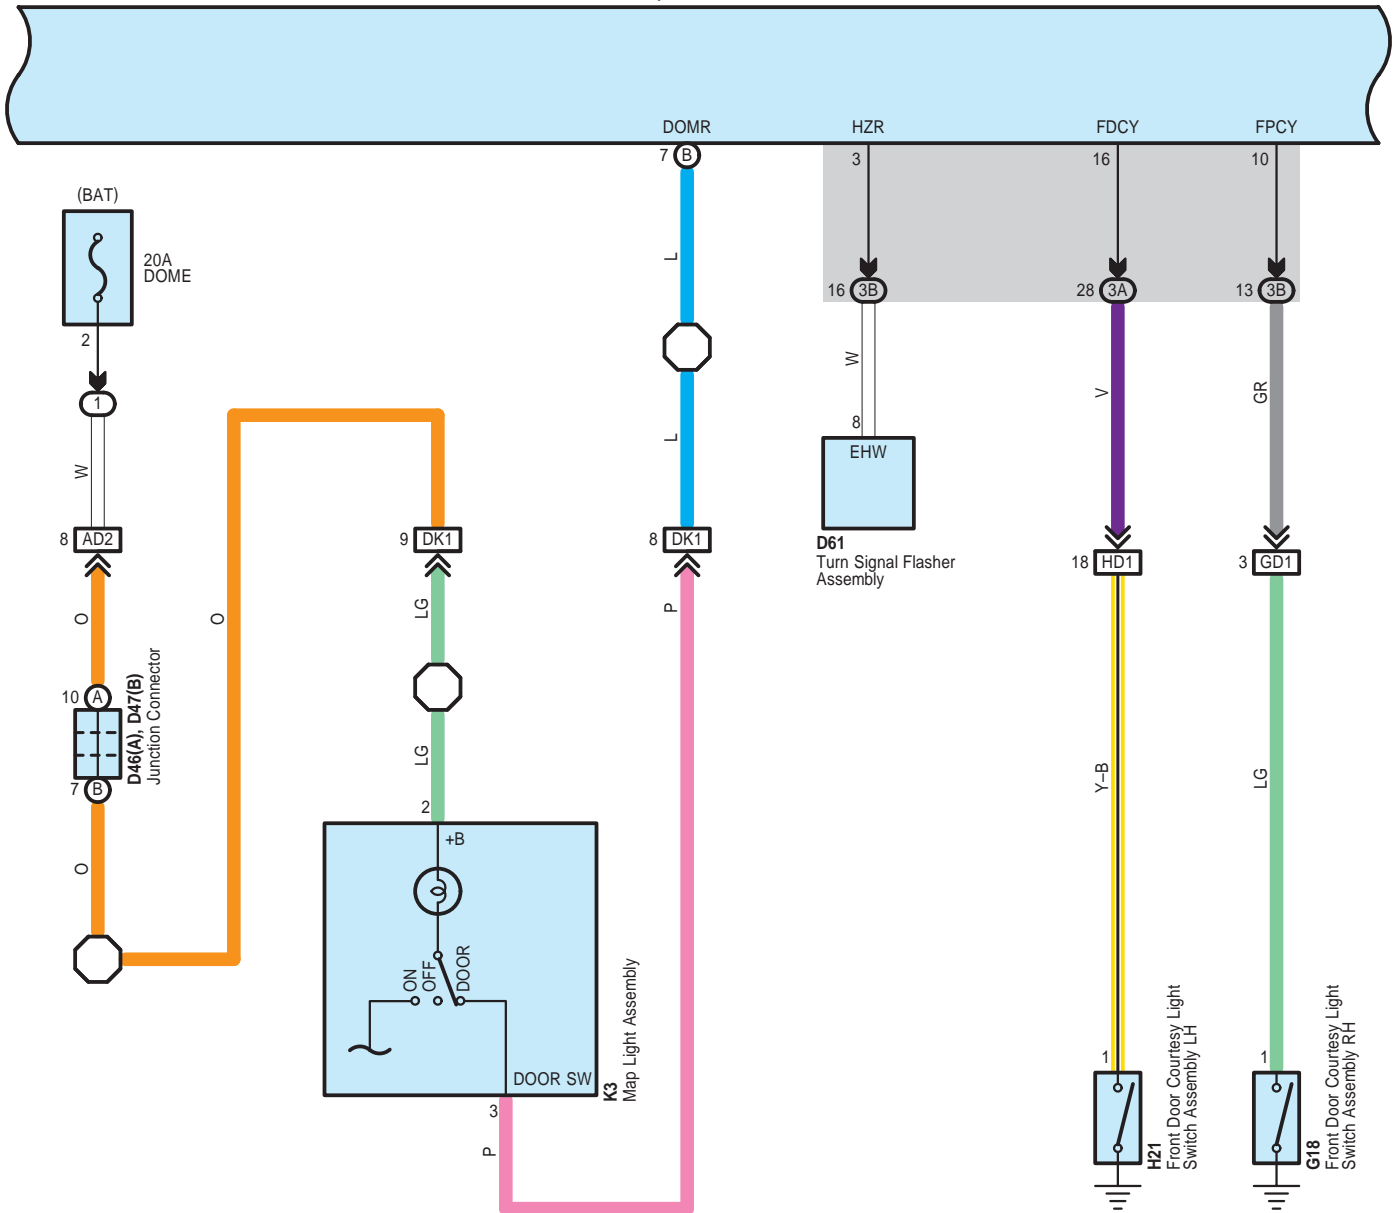 DOMR
HZR
FDCY
FPCY
7
B
3
16
10
(BAT)
20A
DOME
2
1
L
16
3B
28
3A
13
3B
W
W
V
GR
L
8
EHW
8
AD2
9
DK1
8
DK1
D61
Turn Signal Flasher
Assembly
18
HD1
3
GD1
O
O
LG
P
10
A
D46(A), D47(B)
Junction Connector
7
B
LG
Y–B
LG
2
+B
O
ON
OFF
DOOR
DOOR SW
K3
Map Light Assembly
3
P
1
H21
Front Door Courtesy Light
Switch Assembly LH
1
G18
Front Door Courtesy Light
Switch Assembly RH